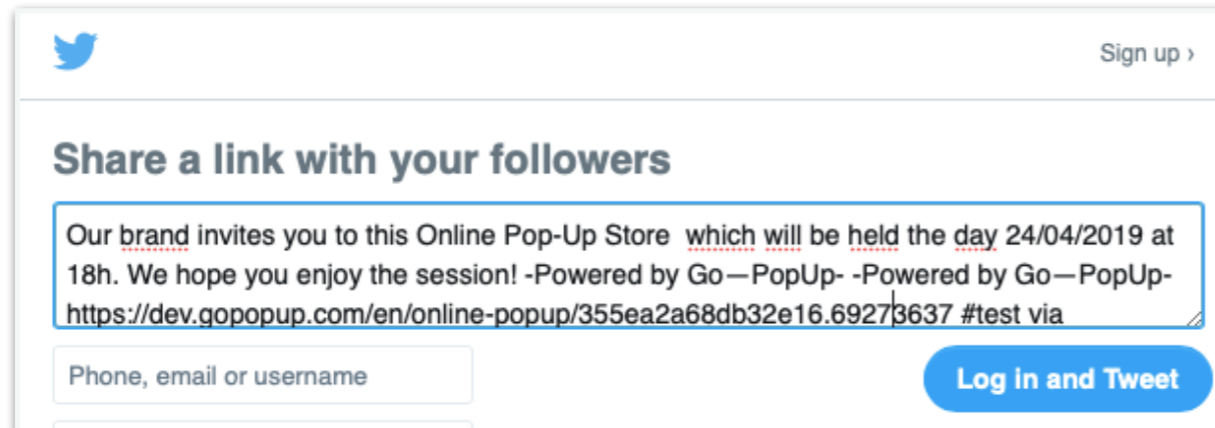 Sign up ›
Share a link with your followers
Our brand invites you to this Online Pop-Up Store  which will be held the day 24/04/2019 at
18h. We hope you enjoy the session! -Powered by Go—PopUp- -Powered by Go—PopUp-
https://dev.gopopup.com/en/online-popup/355ea2a68db32e16.69273637 #test via
Phone, email or username
Log in and Tweet